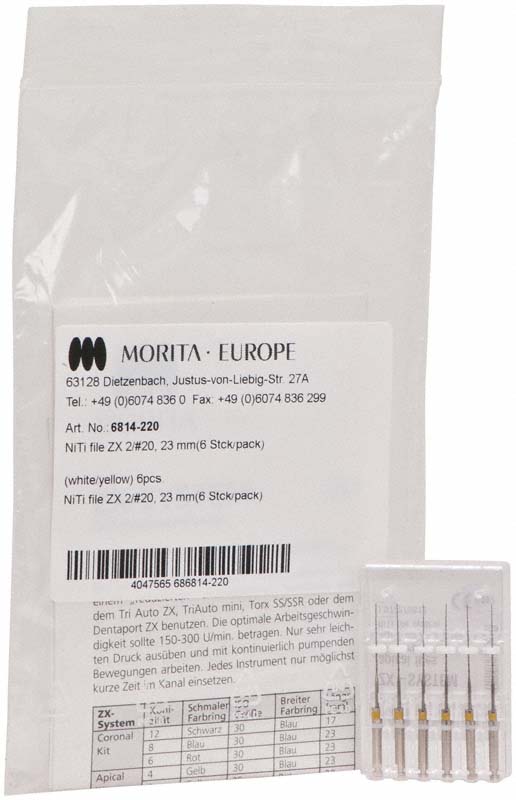 MORITA · EUROPE
63128 Dietzenbach, Justus-von-Liebig-Str. 27A
Tel.: +49 (0)6074 836 0 Fax: +49 (0)6074 836 299
Art. No.: 6814-220
NiTi file ZX 2/#20, 23 mm(6 Stck/pack)
(white/yellow) 6pcs.
NiTi file ZX 2/#20, 23 mm(6 Stck/pack)
4047565 686814-220
einem
dem Tri Auto ZX, TriAuto mini, Torx SS/SSR oder dem
Dentaport ZX benutzen. Die optimale Arbeitsgeschwin-
digkeit sollte 150-300 U/min. betragen. Nur sehr leich-
ten Druck ausüben und mit kontinuierlich pumpenden
Bewegungen arbeiten. Jedes Instrument nur möglichst
kurze Zeit im Kanal einsetzen.
ZX-System Schmaler Farbring Breiter Farbring
Coronal Kit 12 Schwarz 30 Blau 17
8 Blau 30 Blau 23
6 Rot 30 Blau 23
Apical 4 Gelb 30 Blau 23